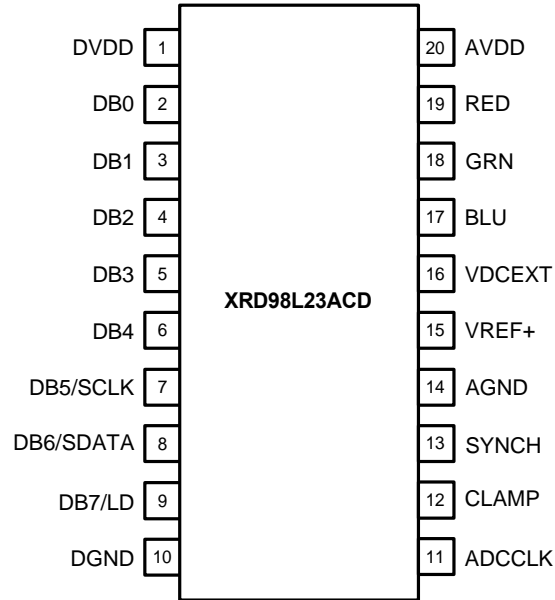 DVDD 1 20 AVDD
DB0 2 19 RED
DB1 3 18 GRN
DB2 4 17 BLU
DB3 5 16 VDCEXT
XRD98L23ACD
DB4 6 15 VREF+
DB5/SCLK 7 14 AGND
DB6/SDATA 8 13 SYNCH
DB7/LD 9 12 CLAMP
DGND 10 11 ADCCLK